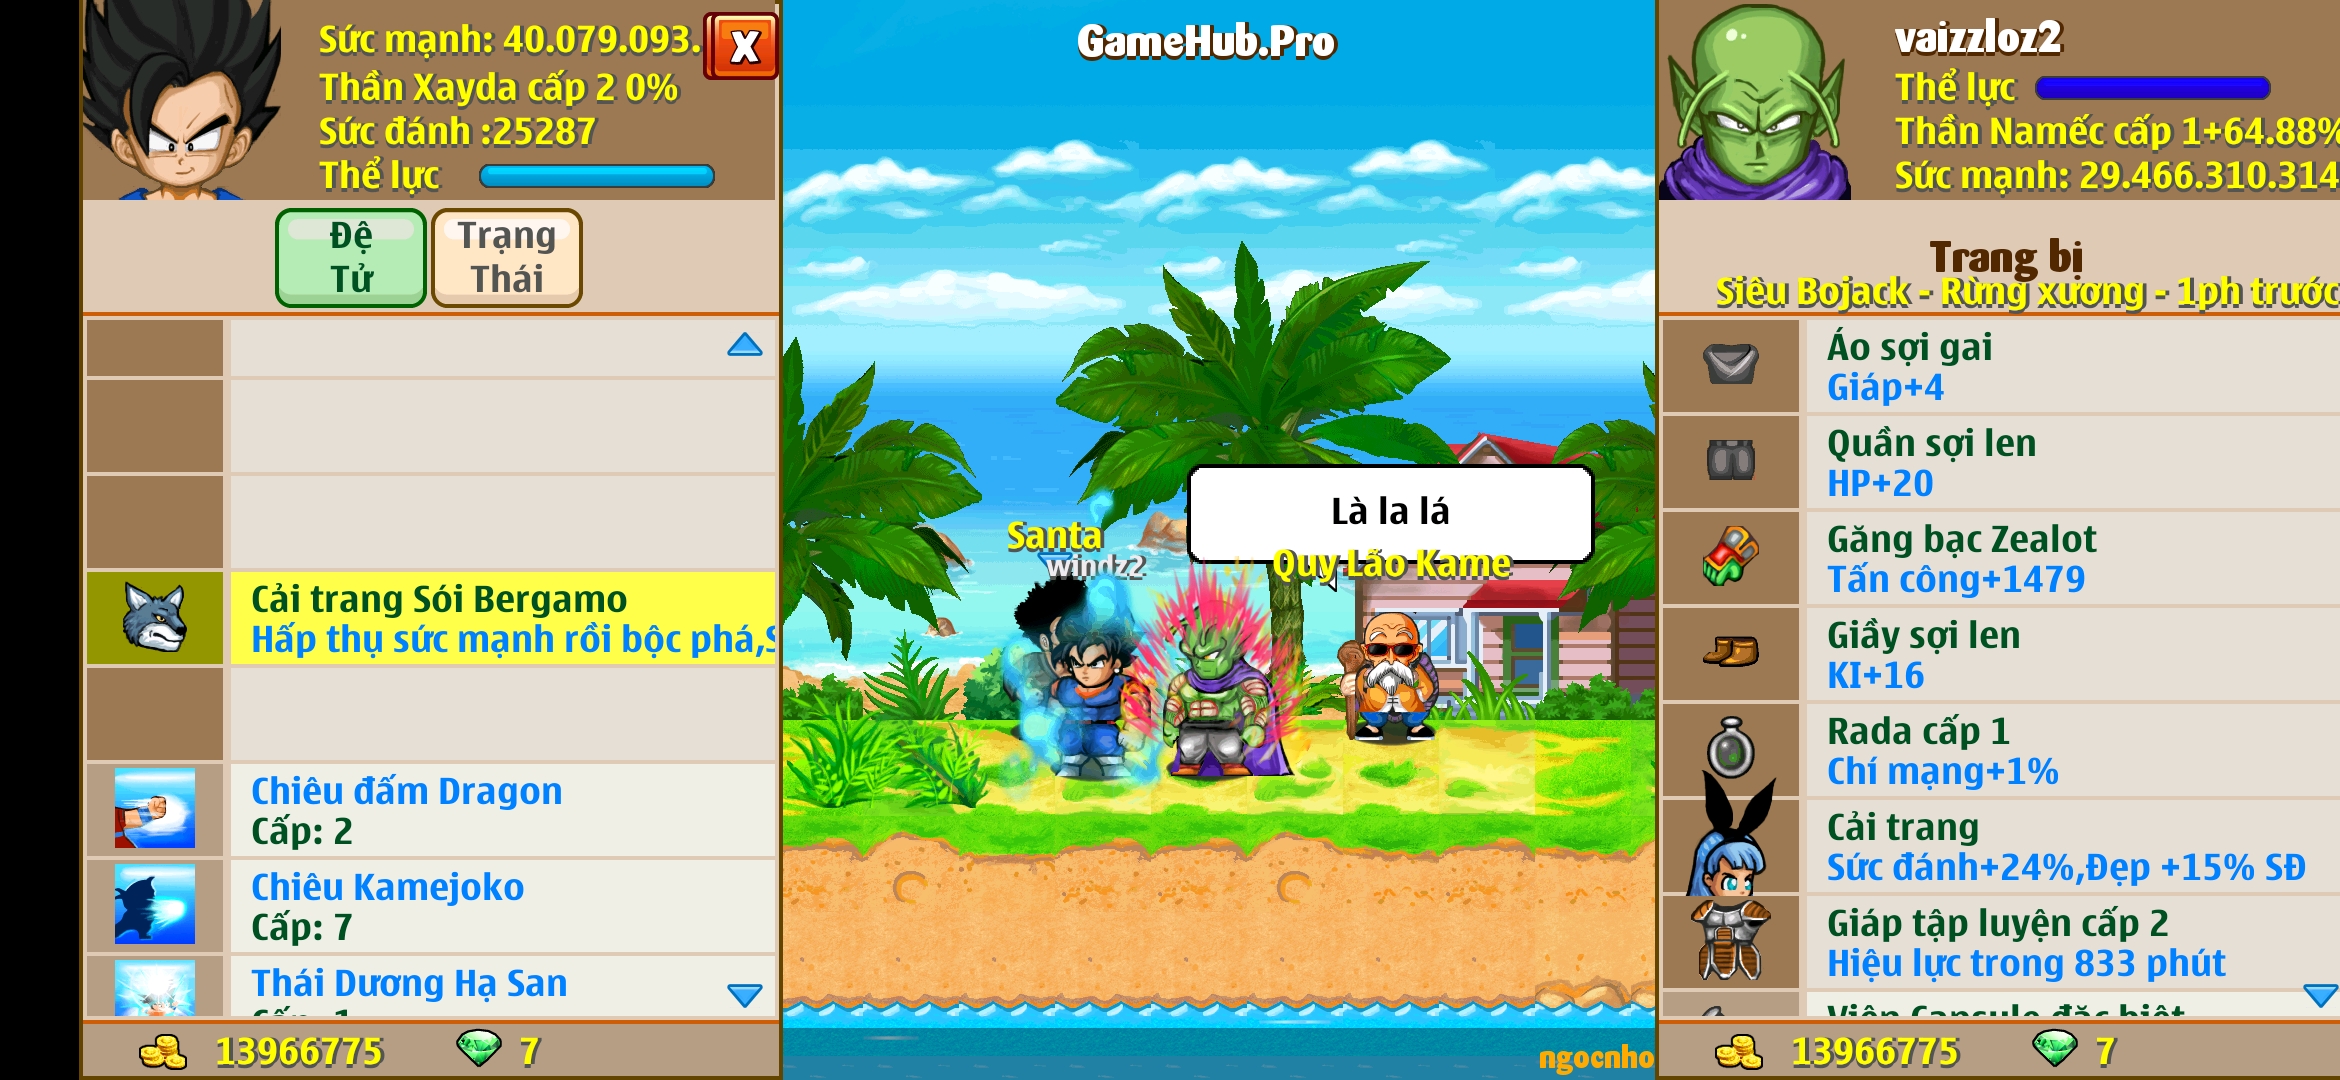 Sức mạnh: 40.079.093.
Thần Xayda cấp 2 0%
Sức đánh :25287
Thể lực
X
Đệ
Tử
Trạng
Thái
Cải trang Sói Bergamo
Hấp thụ sức mạnh rồi bộc phá,S
Chiêu đấm Dragon
Cấp: 2
Chiêu Kamejoko
Cấp: 7
Thái Dương Hạ San
Cấp: 1
13966775
7
GameHub.Pro
Là la lá
Santa
windz2
Quy Lão Kame
ngocnho
vaizzloz2
Thể lực
Thần Namếc cấp 1+64.88%
Sức mạnh: 29.466.310.314
Trang bị
Siêu Bojack - Rừng xương - 1ph trước
Áo sợi gai
Giáp+4
Quần sợi len
HP+20
Găng bạc Zealot
Tấn công+1479
Giầy sợi len
KI+16
Rada cấp 1
Chí mạng+1%
Cải trang
Sức đánh+24%,Đẹp +15% SĐ
Giáp tập luyện cấp 2
Hiệu lực trong 833 phút
Viên Capsule đặc biệt
13966775
7